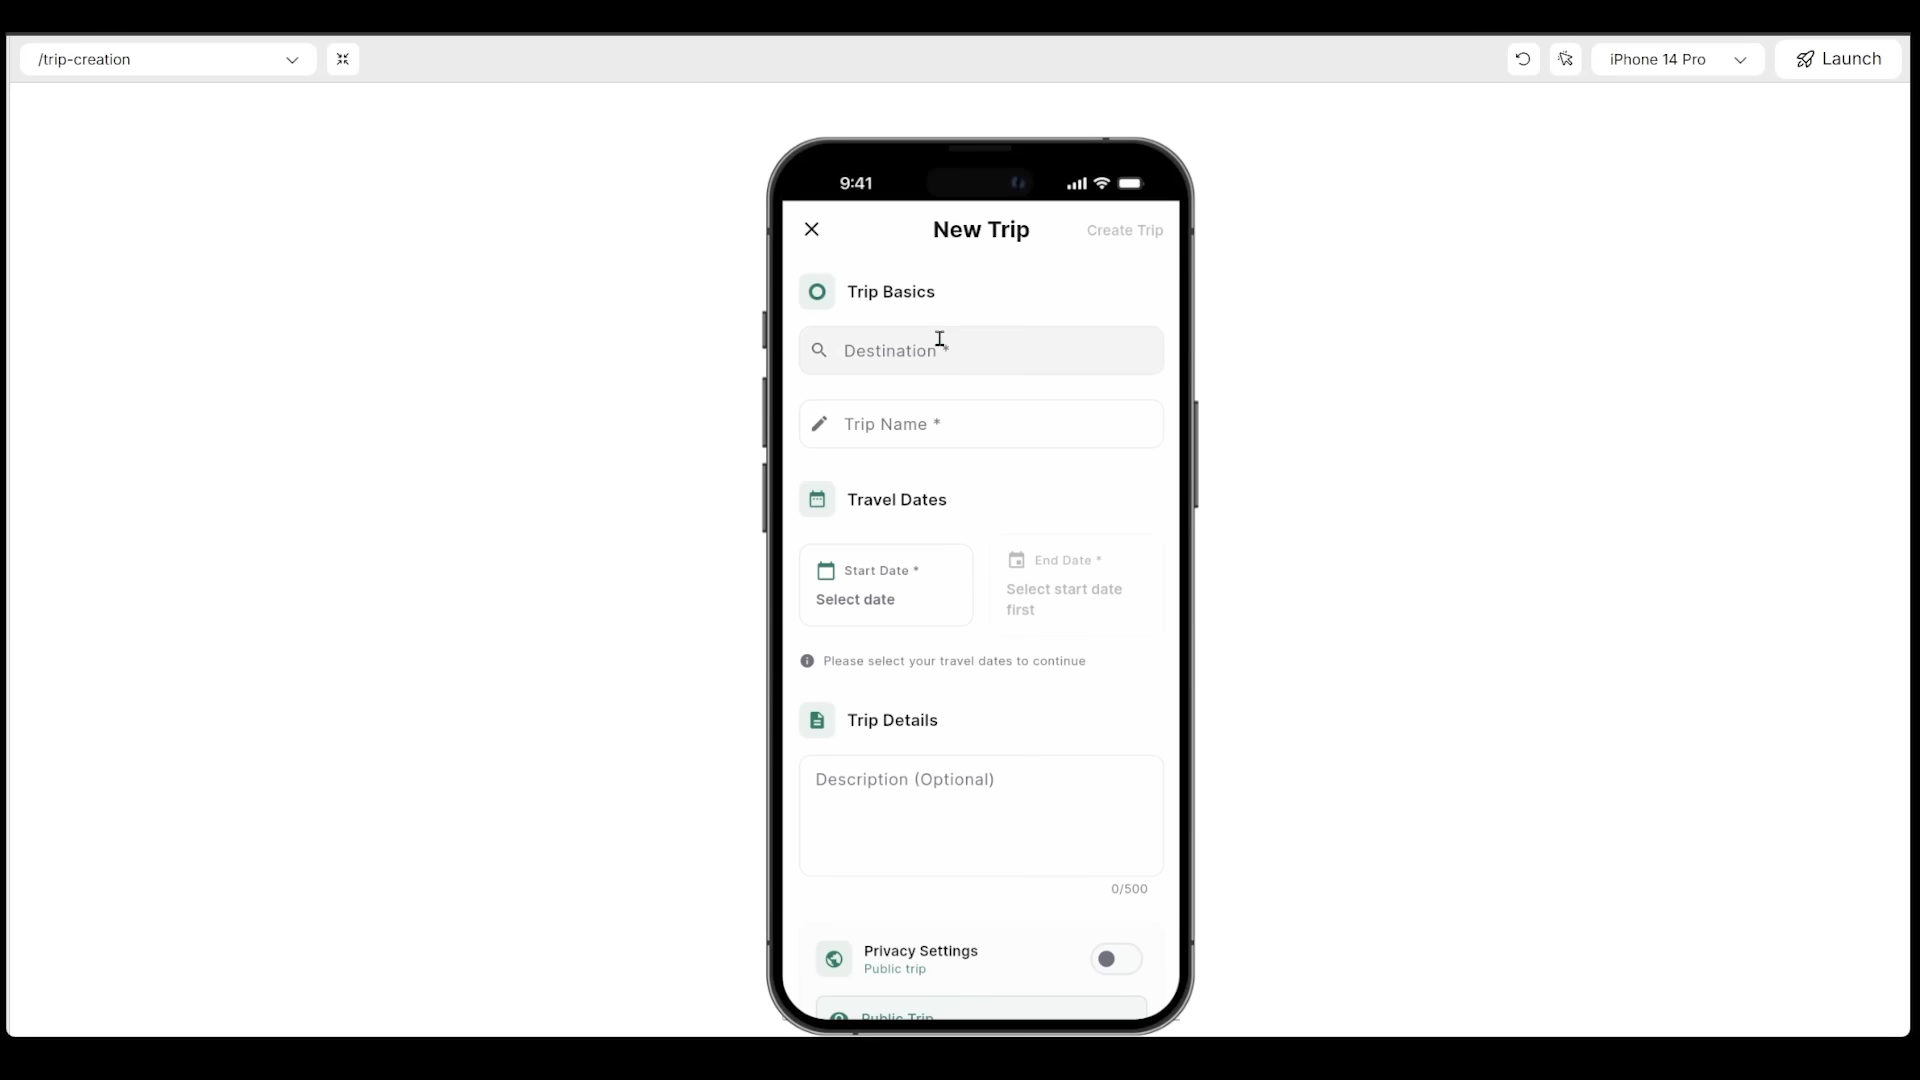 /trip-creation
iPhone 14 Pro
Launch
9:41
New Trip
Create Trip
Trip Basics
Destination *
Trip Name *
Travel Dates
Start Date *
Select date
End Date *
Select start date
first
Please select your travel dates to continue
Trip Details
Description (Optional)
0/500
Privacy Settings
Public trip
Public Trip